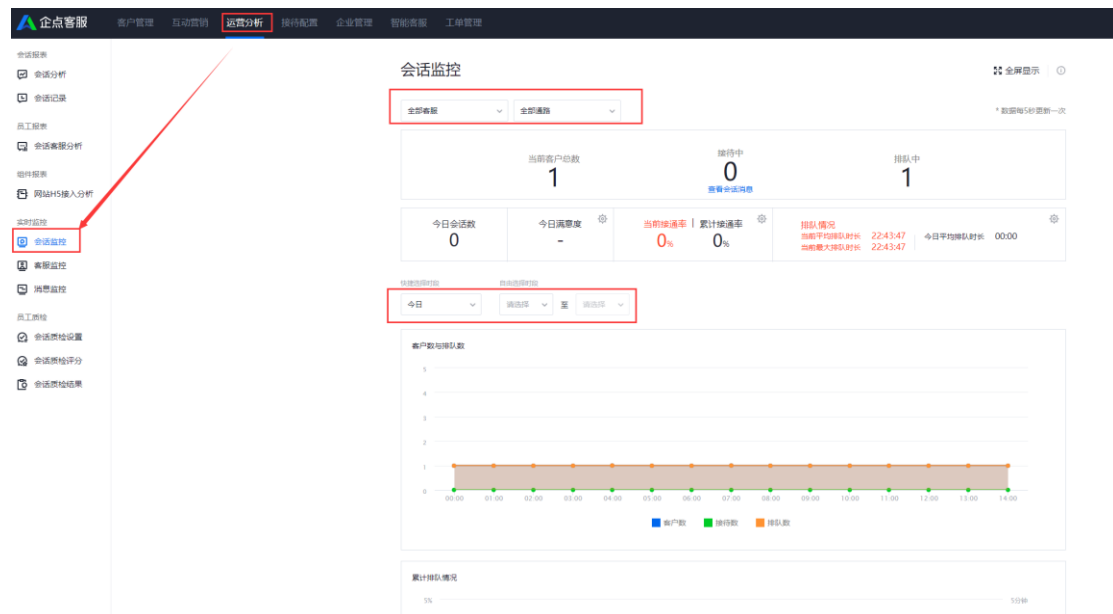 企点客服 客户管理 互动营销 运营分析 接待配置 企业管理 智能客服 工单管理
会话报表
会话分析
会话记录
员工报表
会话客服分析
组件报表
网站H5接入分析
实时监控
会话监控
客服监控
消息监控
员工质检
会话质检设置
会话质检评分
会话质检结果
会话监控
全屏显示
全部客服 全部通路
* 数据每5秒更新一次
当前客户总数 接待中 排队中
1 0 1
查看会话消息
今日会话数 今日满意度 当前接通率 累计接通率 排队情况
0 - 0% 0%
当前平均排队时长 22:43:47 今日平均排队时长 00:00
当前最大排队时长 22:43:47
快捷选择时段 自由选择时段
今日 请选择 至 请选择
客户数与排队数
5
4
3
2
1
0
00:00 01:00 02:00 03:00 04:00 05:00 06:00 07:00 08:00 09:00 10:00 11:00 12:00 13:00 14:00
客户数 接待数 排队数
累计排队情况
5% 5分钟